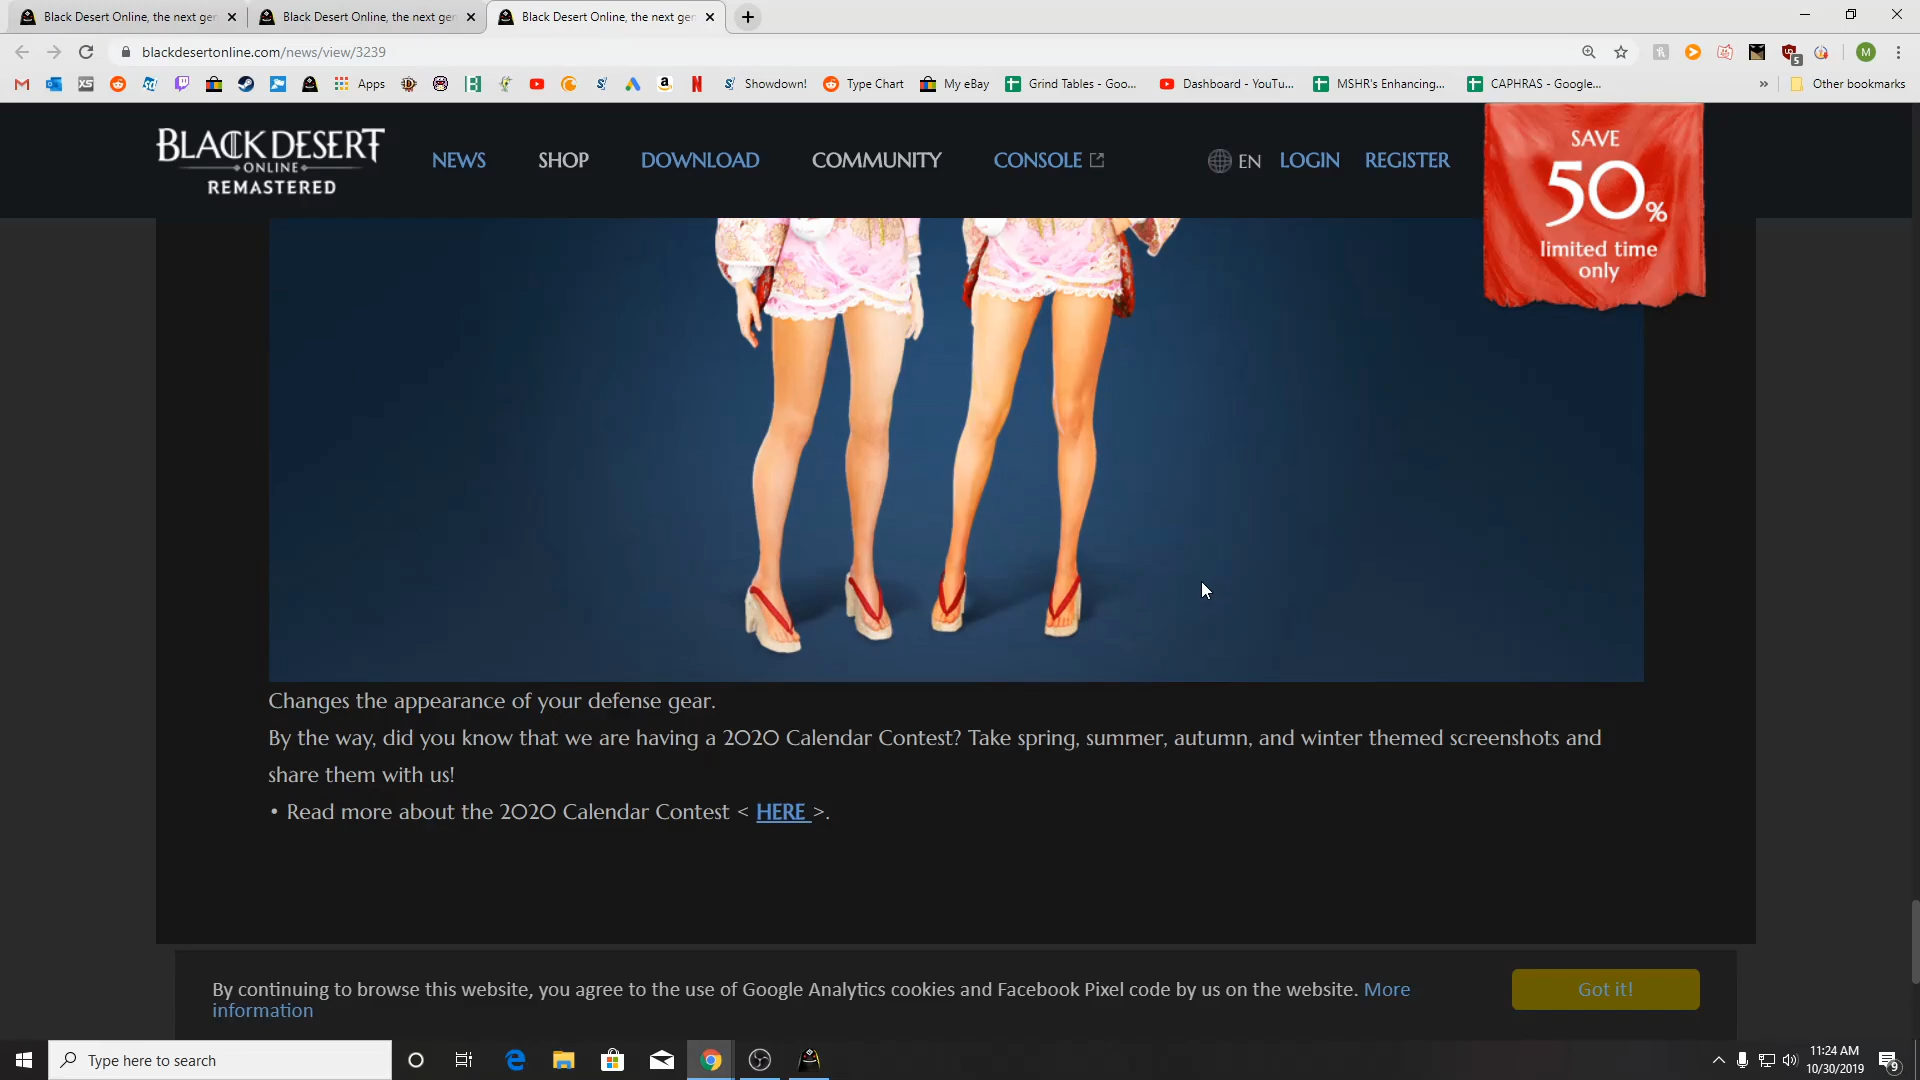 Black Desert Online, the next gen
Black Desert Online, the next gen
Black Desert Online, the next gen
blackdesertonline.com/news/view/3239
M
5
Apps
Showdown!
Type Chart
My eBay
Grind Tables - Goo...
Dashboard - YouTu...
MSHR's Enhancing...
CAPHRAS - Google...
»
Other bookmarks
BLACK DESERT
ONLINE
REMASTERED
NEWS
SHOP
DOWNLOAD
COMMUNITY
CONSOLE
EN
LOGIN
REGISTER
SAVE
50%
limited time
only
Changes the appearance of your defense gear.
By the way, did you know that we are having a 2020 Calendar Contest? Take spring, summer, autumn, and winter themed screenshots and
share them with us!
• Read more about the 2020 Calendar Contest < HERE >.
By continuing to browse this website, you agree to the use of Google Analytics cookies and Facebook Pixel code by us on the website. More
information
Got it!
Type here to search
11:24 AM
10/30/2019
9